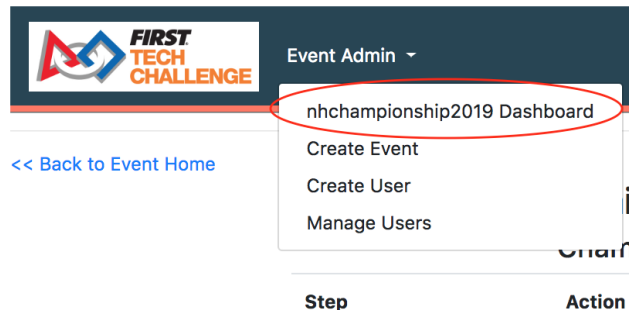 FIRST
TECH
CHALLENGE
Event Admin
nhchampionship2019 Dashboard
Create Event
Create User
Manage Users
<< Back to Event Home
Step Action